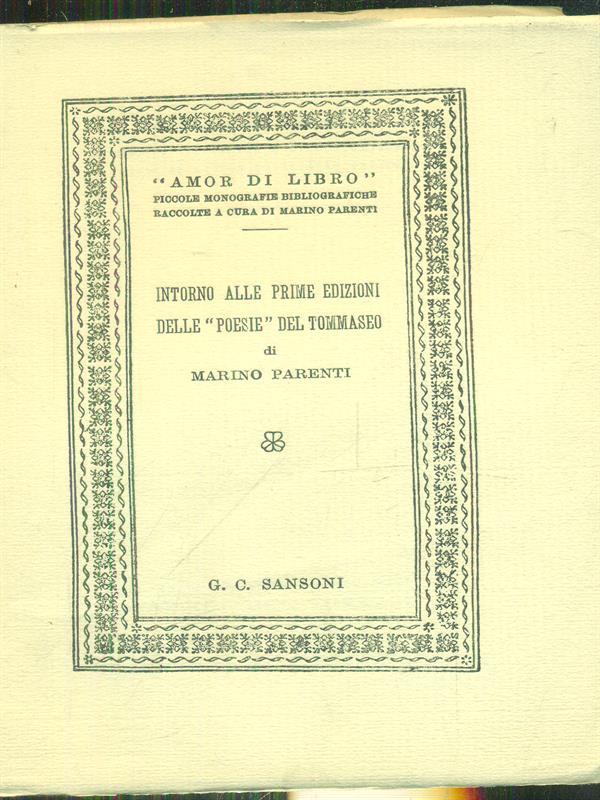 “AMOR DI LIBRO”
PICCOLE MONOGRAFIE BIBLIOGRAFICHE
RACCOLTE A CURA DI MARINO PARENTI
INTORNO ALLE PRIME EDIZIONI
DELLE “POESIE” DEL TOMMASEO
di
MARINO PARENTI
G. C. SANSONI